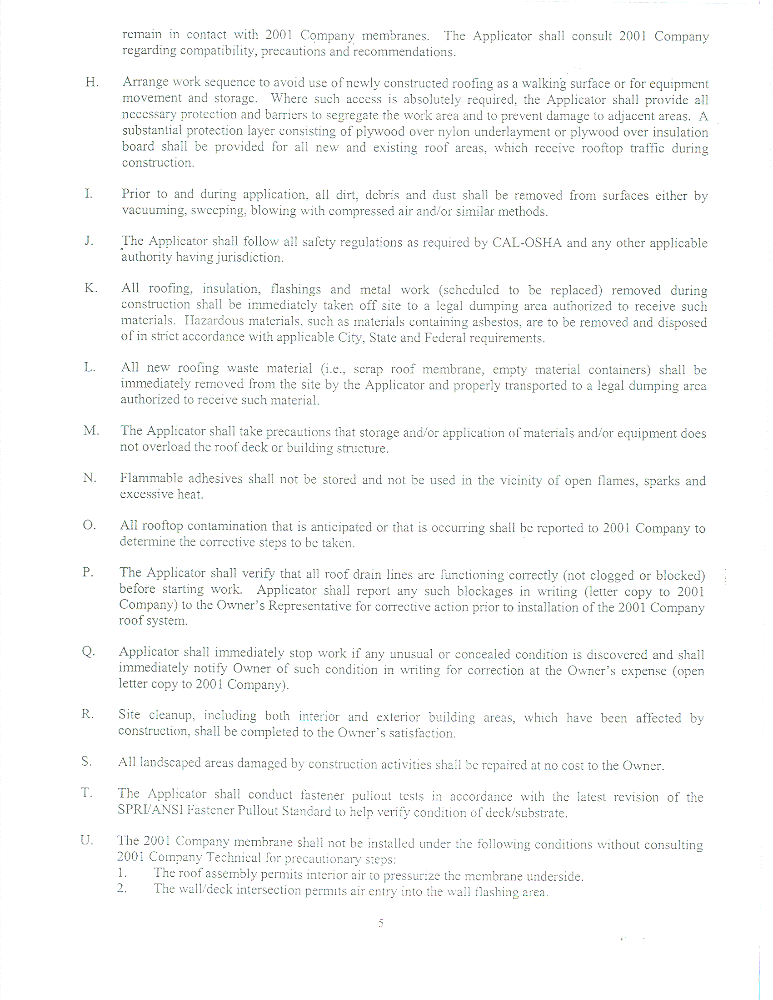 remain in contact with 2001 Company membranes. The Applicator shall consult 2001 Company
regarding compatibility, precautions and recommendations.
H. Arrange work sequence to avoid use of newly constructed roofing as a walking surface or for equipment
movement and storage. Where such access is absolutely required, the Applicator shall provide all
necessary protection and barriers to segregate the work area and to prevent damage to adjacent areas. A
substantial protection layer consisting of plywood over nylon underlayment or plywood over insulation
board shall be provided for all new and existing roof areas, which receive rooftop traffic during
construction.
I. Prior to and during application, all dirt, debris and dust shall be removed from surfaces either by
vacuuming, sweeping, blowing with compressed air and/or similar methods.
J. The Applicator shall follow all safety regulations as required by CAL-OSHA and any other applicable
authority having jurisdiction.
K. All roofing, insulation, flashings and metal work (scheduled to be replaced) removed during
construction shall be immediately taken off site to a legal dumping area authorized to receive such
materials. Hazardous materials, such as materials containing asbestos, are to be removed and disposed
of in strict accordance with applicable City, State and Federal requirements.
L. All new roofing waste material (i.e., scrap roof membrane, empty material containers) shall be
immediately removed from the site by the Applicator and properly transported to a legal dumping area
authorized to receive such material.
M. The Applicator shall take precautions that storage and/or application of materials and/or equipment does
not overload the roof deck or building structure.
N. Flammable adhesives shall not be stored and not be used in the vicinity of open flames, sparks and
excessive heat.
O. All rooftop contamination that is anticipated or that is occurring shall be reported to 2001 Company to
determine the corrective steps to be taken.
P. The Applicator shall verify that all roof drain lines are functioning correctly (not clogged or blocked)
before starting work. Applicator shall report any such blockages in writing (letter copy to 2001
Company) to the Owner's Representative for corrective action prior to installation of the 2001 Company
roof system.
Q. Applicator shall immediately stop work if any unusual or concealed condition is discovered and shall
immediately notify Owner of such condition in writing for correction at the Owner's expense (open
letter copy to 2001 Company).
R. Site cleanup, including both interior and exterior building areas, which have been affected by
construction, shall be completed to the Owner's satisfaction.
S. All landscaped areas damaged by construction activities shall be repaired at no cost to the Owner.
T. The Applicator shall conduct fastener pullout tests in accordance with the latest revision of the
SPRI/ANSI Fastener Pullout Standard to help verify condition of deck/substrate.
U. The 2001 Company membrane shall not be installed under the following conditions without consulting
2001 Company Technical for precautionary steps:
1. The roof assembly permits interior air to pressurize the membrane underside.
2. The wall/deck intersection permits air entry into the wall flashing area.
5